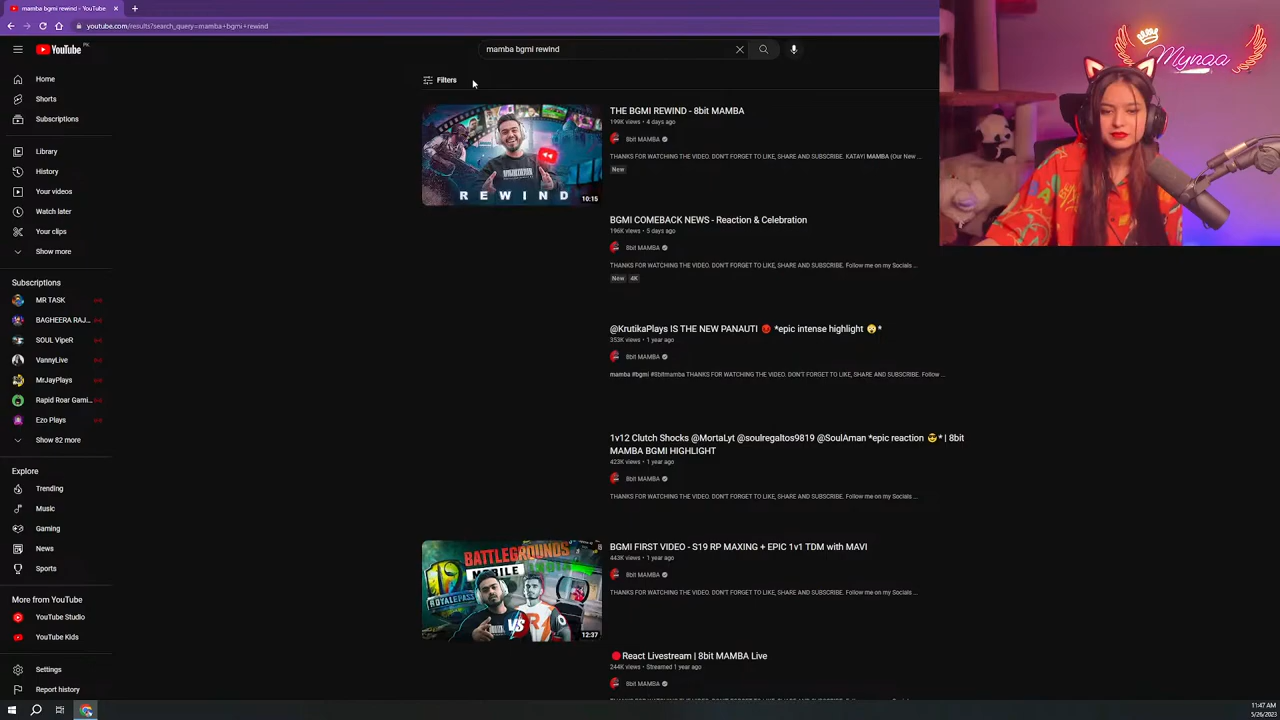 mamba bgmi rewind - YouTube
youtube.com/results?search_query=mamba+bgmi+rewind
YouTube PK
mamba bgmi rewind
Mynaa
Home
Shorts
Subscriptions
Library
History
Your videos
Watch later
Your clips
Show more
Subscriptions
MR TASK
BAGHEERA RAJ...
SOUL VipeR
VannyLive
MrJayPlays
Rapid Roar Gami...
Ezo Plays
Show 82 more
Explore
Trending
Music
Gaming
News
Sports
More from YouTube
YouTube Studio
YouTube Kids
Settings
Report history
Filters
REWIND
10:15
THE BGMI REWIND - 8bit MAMBA
199K views • 4 days ago
8bit MAMBA
THANKS FOR WATCHING THE VIDEO. DON'T FORGET TO LIKE, SHARE AND SUBSCRIBE. KATAY! MAMBA (Our New ...
New
BGMI COMEBACK NEWS - Reaction & Celebration
196K views • 5 days ago
8bit MAMBA
THANKS FOR WATCHING THE VIDEO. DON'T FORGET TO LIKE, SHARE AND SUBSCRIBE. Follow me on my Socials ...
New 4K
@KrutikaPlays IS THE NEW PANAUTI 😡 *epic intense highlight 😱*
353K views • 1 year ago
8bit MAMBA
mamba #bgmi #8bitmamba THANKS FOR WATCHING THE VIDEO. DON'T FORGET TO LIKE, SHARE AND SUBSCRIBE. Follow ...
1v12 Clutch Shocks @MortaLyt @soulregaltos9819 @SoulAman *epic reaction 😎* | 8bit
MAMBA BGMI HIGHLIGHT
423K views • 1 year ago
8bit MAMBA
THANKS FOR WATCHING THE VIDEO. DON'T FORGET TO LIKE, SHARE AND SUBSCRIBE. Follow me on my Socials ...
BATTLEGROUNDS
MOBILE
ROYALE PASS
VS
12:37
BGMI FIRST VIDEO - S19 RP MAXING + EPIC 1v1 TDM with MAVI
443K views • 1 year ago
8bit MAMBA
THANKS FOR WATCHING THE VIDEO. DON'T FORGET TO LIKE, SHARE AND SUBSCRIBE. Follow me on my Socials ...
🔴React Livestream | 8bit MAMBA Live
244K views • Streamed 1 year ago
8bit MAMBA
11:47 AM
5/26/2023